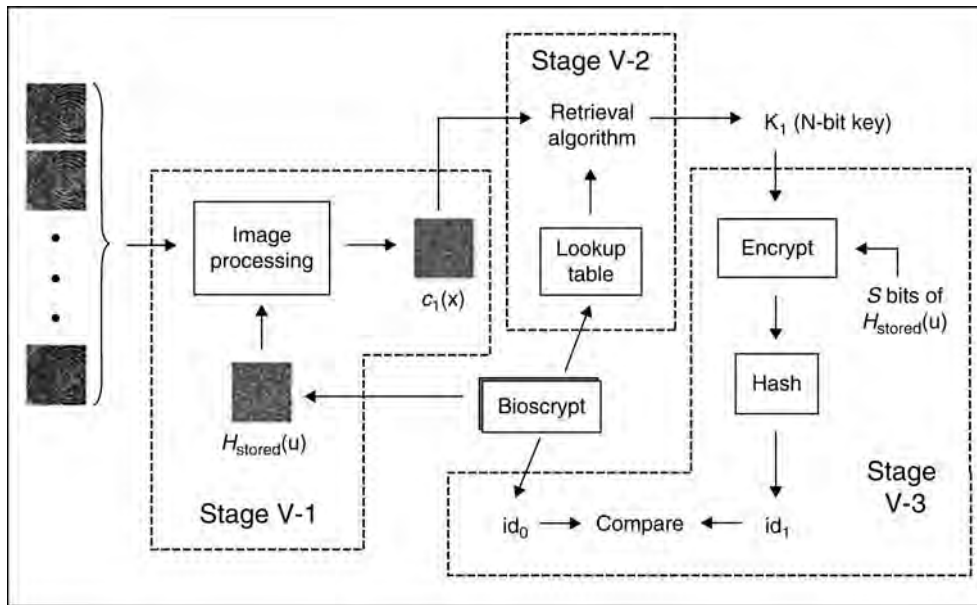 Stage V-2
Retrieval
algorithm
K₁ (N-bit key)
Image
processing
c₁(x)
Lookup
table
Encrypt
S bits of
Hstored(u)
Hash
Bioscrypt
Hstored(u)
Stage V-1
Stage
V-3
id₀
Compare
id₁